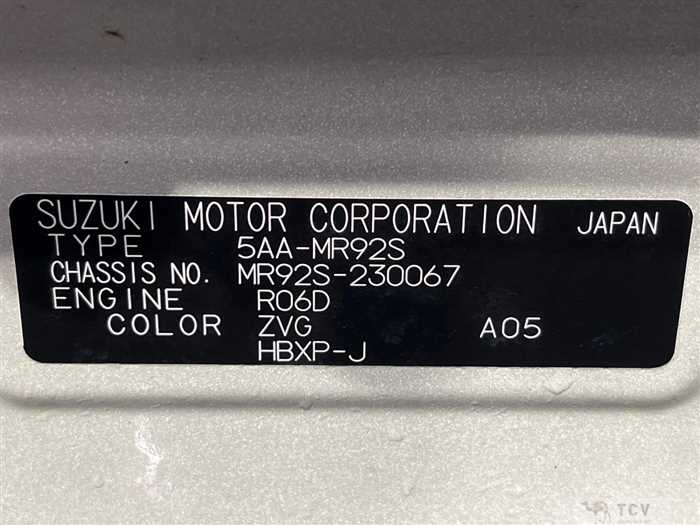 SUZUKI MOTOR CORPORATION JAPAN
TYPE 5AA-MR92S
CHASSIS NO. MR92S-230067
ENGINE R06D
COLOR ZVG A05
HBXP-J
TCV